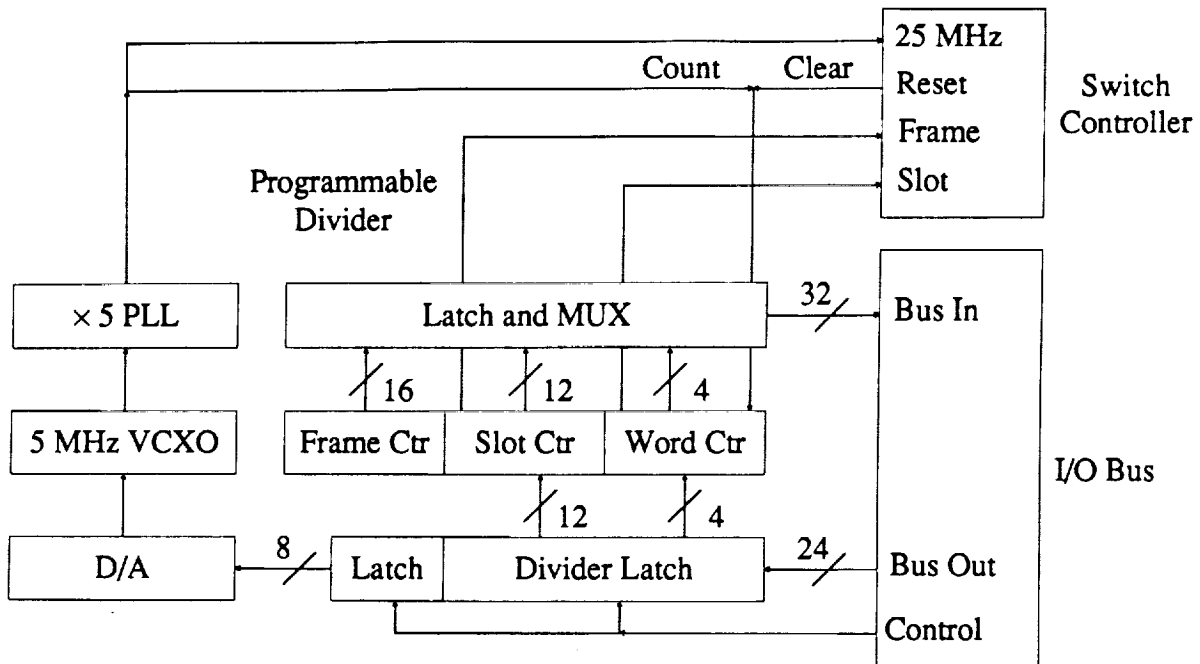 25 MHz
Count
Clear
Reset
Switch
Controller
Frame
Slot
Programmable
Divider
× 5 PLL
Latch and MUX
32
Bus In
16
12
4
5 MHz VCXO
Frame Ctr
Slot Ctr
Word Ctr
I/O Bus
12
4
D/A
8
Latch
Divider Latch
24
Bus Out
Control